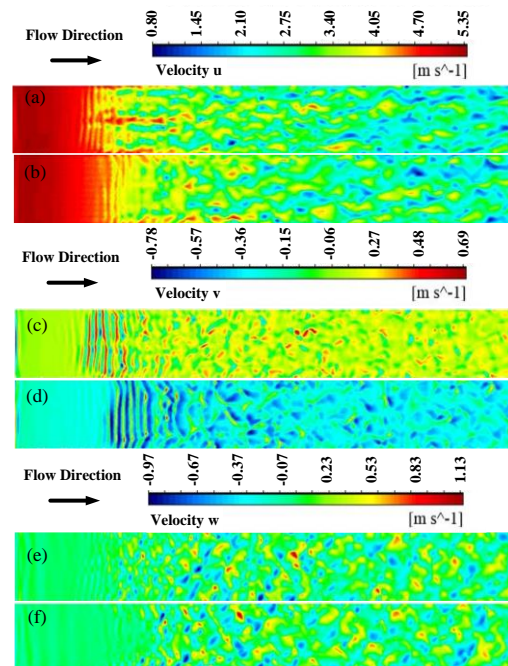 0.80 1.45 2.10 2.75 3.40 4.05 4.70 5.35
Flow Direction
Velocity u [m s^-1]
(a)
(b)
-0.78 -0.57 -0.36 -0.15 -0.06 0.27 0.48 0.69
Flow Direction
Velocity v [m s^-1]
(c)
(d)
-0.97 -0.67 -0.37 -0.07 0.23 0.53 0.83 1.13
Flow Direction
Velocity w [m s^-1]
(e)
(f)